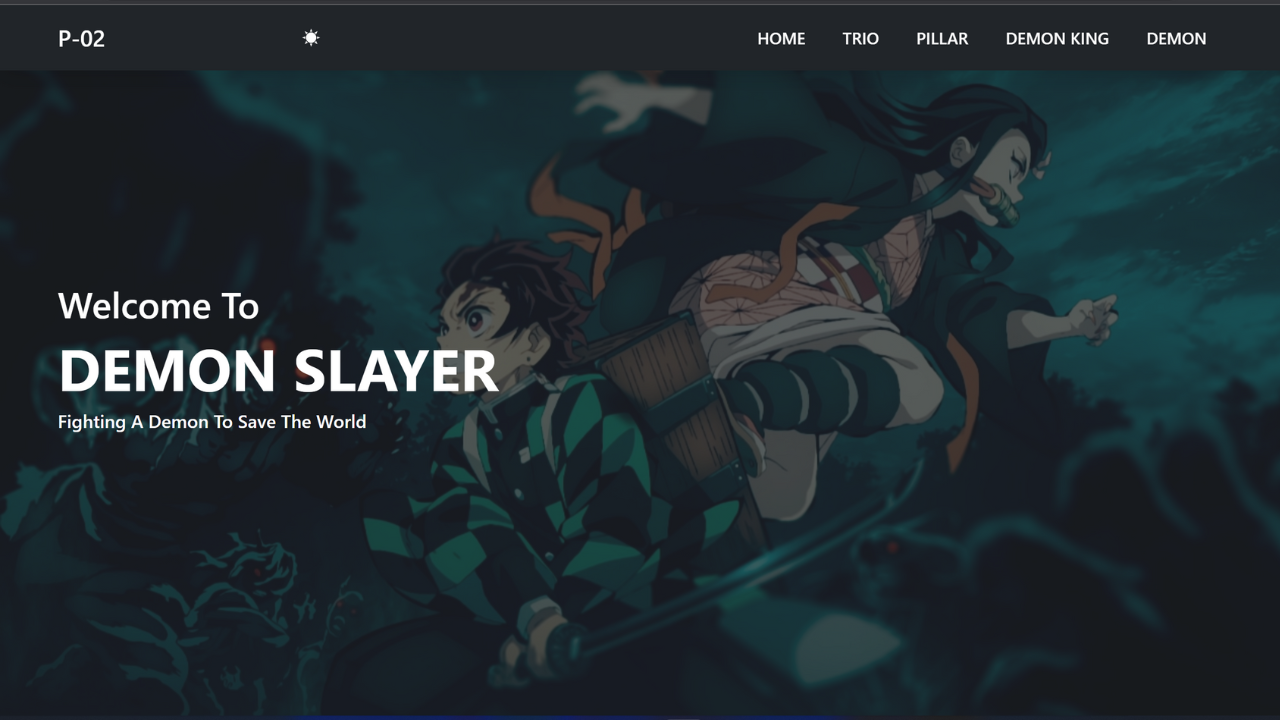 P-02
HOME TRIO PILLAR DEMON KING DEMON
Welcome To
DEMON SLAYER
Fighting A Demon To Save The World